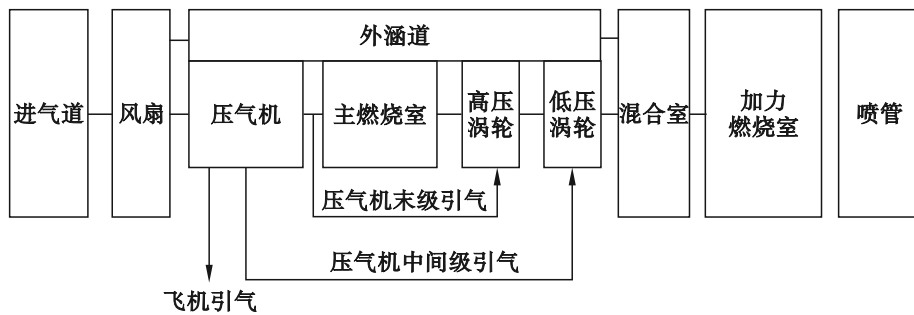 外涵道
进气道
风扇
压气机
主燃烧室
高压
涡轮
低压
涡轮
混合室
加力
燃烧室
喷管
压气机末级引气
压气机中间级引气
飞机引气